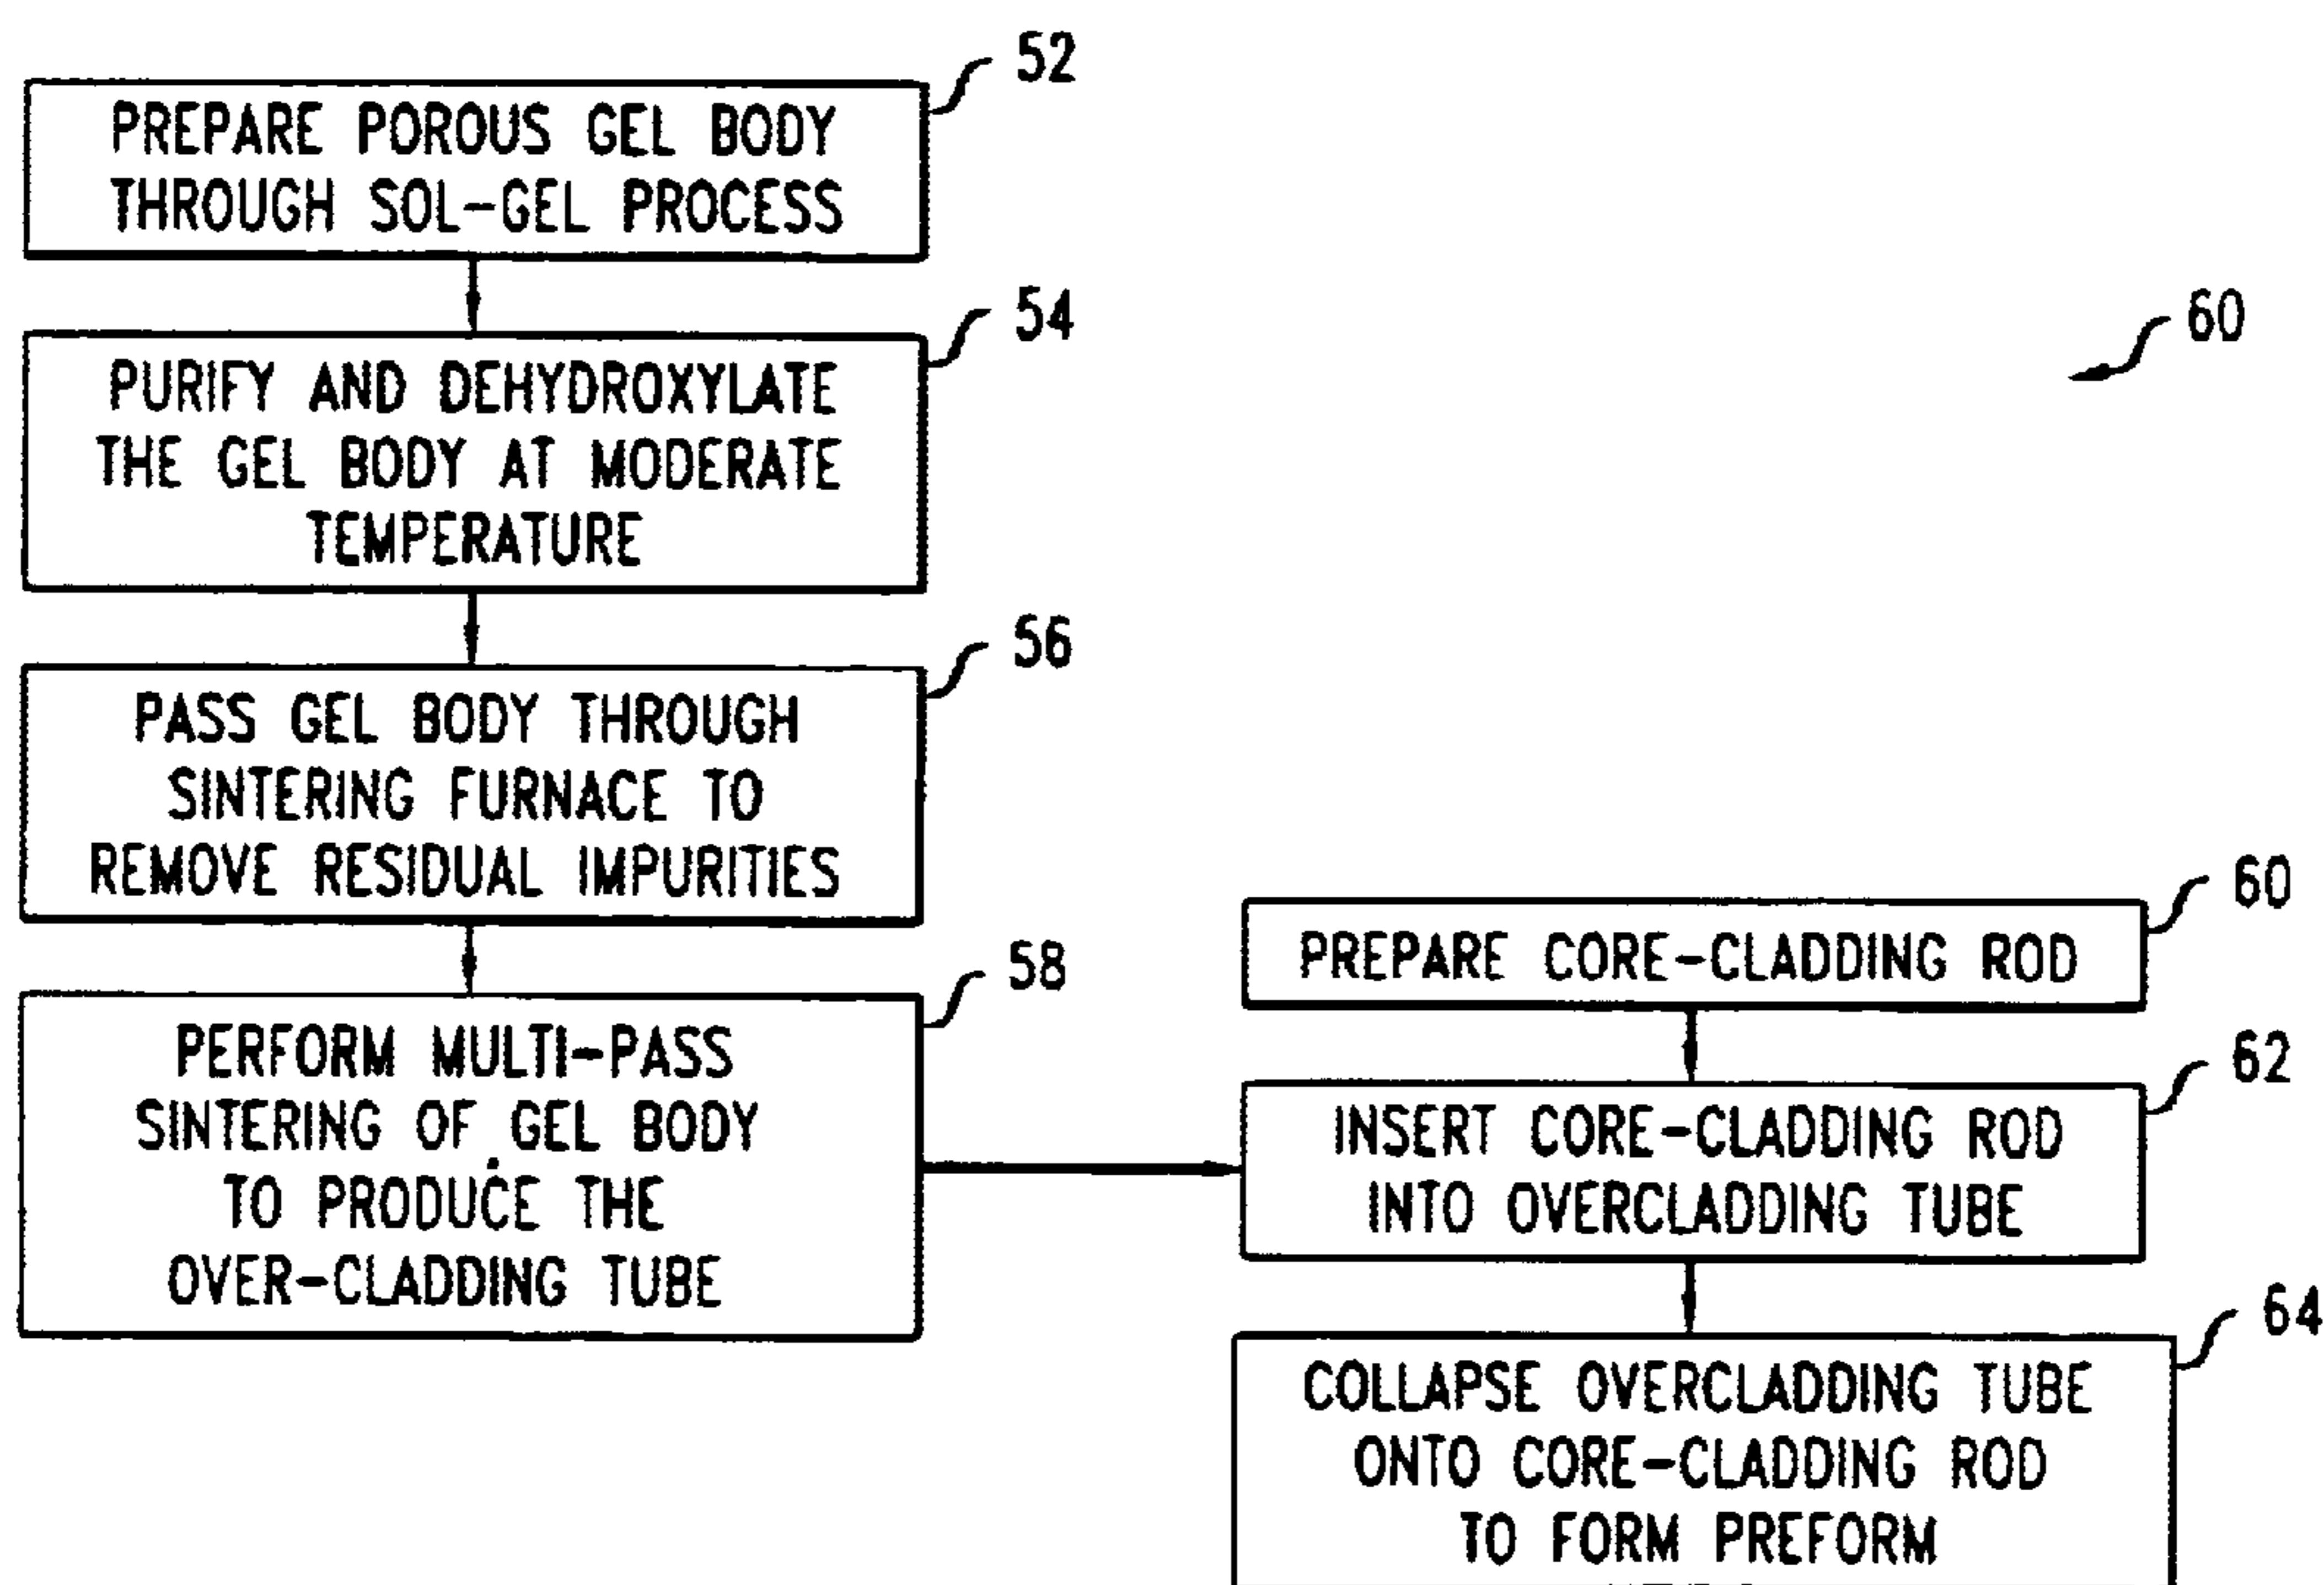 52
PREPARE POROUS GEL BODY
THROUGH SOL-GEL PROCESS
54
PURIFY AND DEHYDROXYLATE
THE GEL BODY AT MODERATE
TEMPERATURE
60
56
PASS GEL BODY THROUGH
SINTERING FURNACE TO
REMOVE RESIDUAL IMPURITIES
58
PERFORM MULTI-PASS
SINTERING OF GEL BODY
TO PRODUCE THE
OVER-CLADDING TUBE
60
PREPARE CORE-CLADDING ROD
62
INSERT CORE-CLADDING ROD
INTO OVERCLADDING TUBE
64
COLLAPSE OVERCLADDING TUBE
ONTO CORE-CLADDING ROD
TO FORM PREFORM